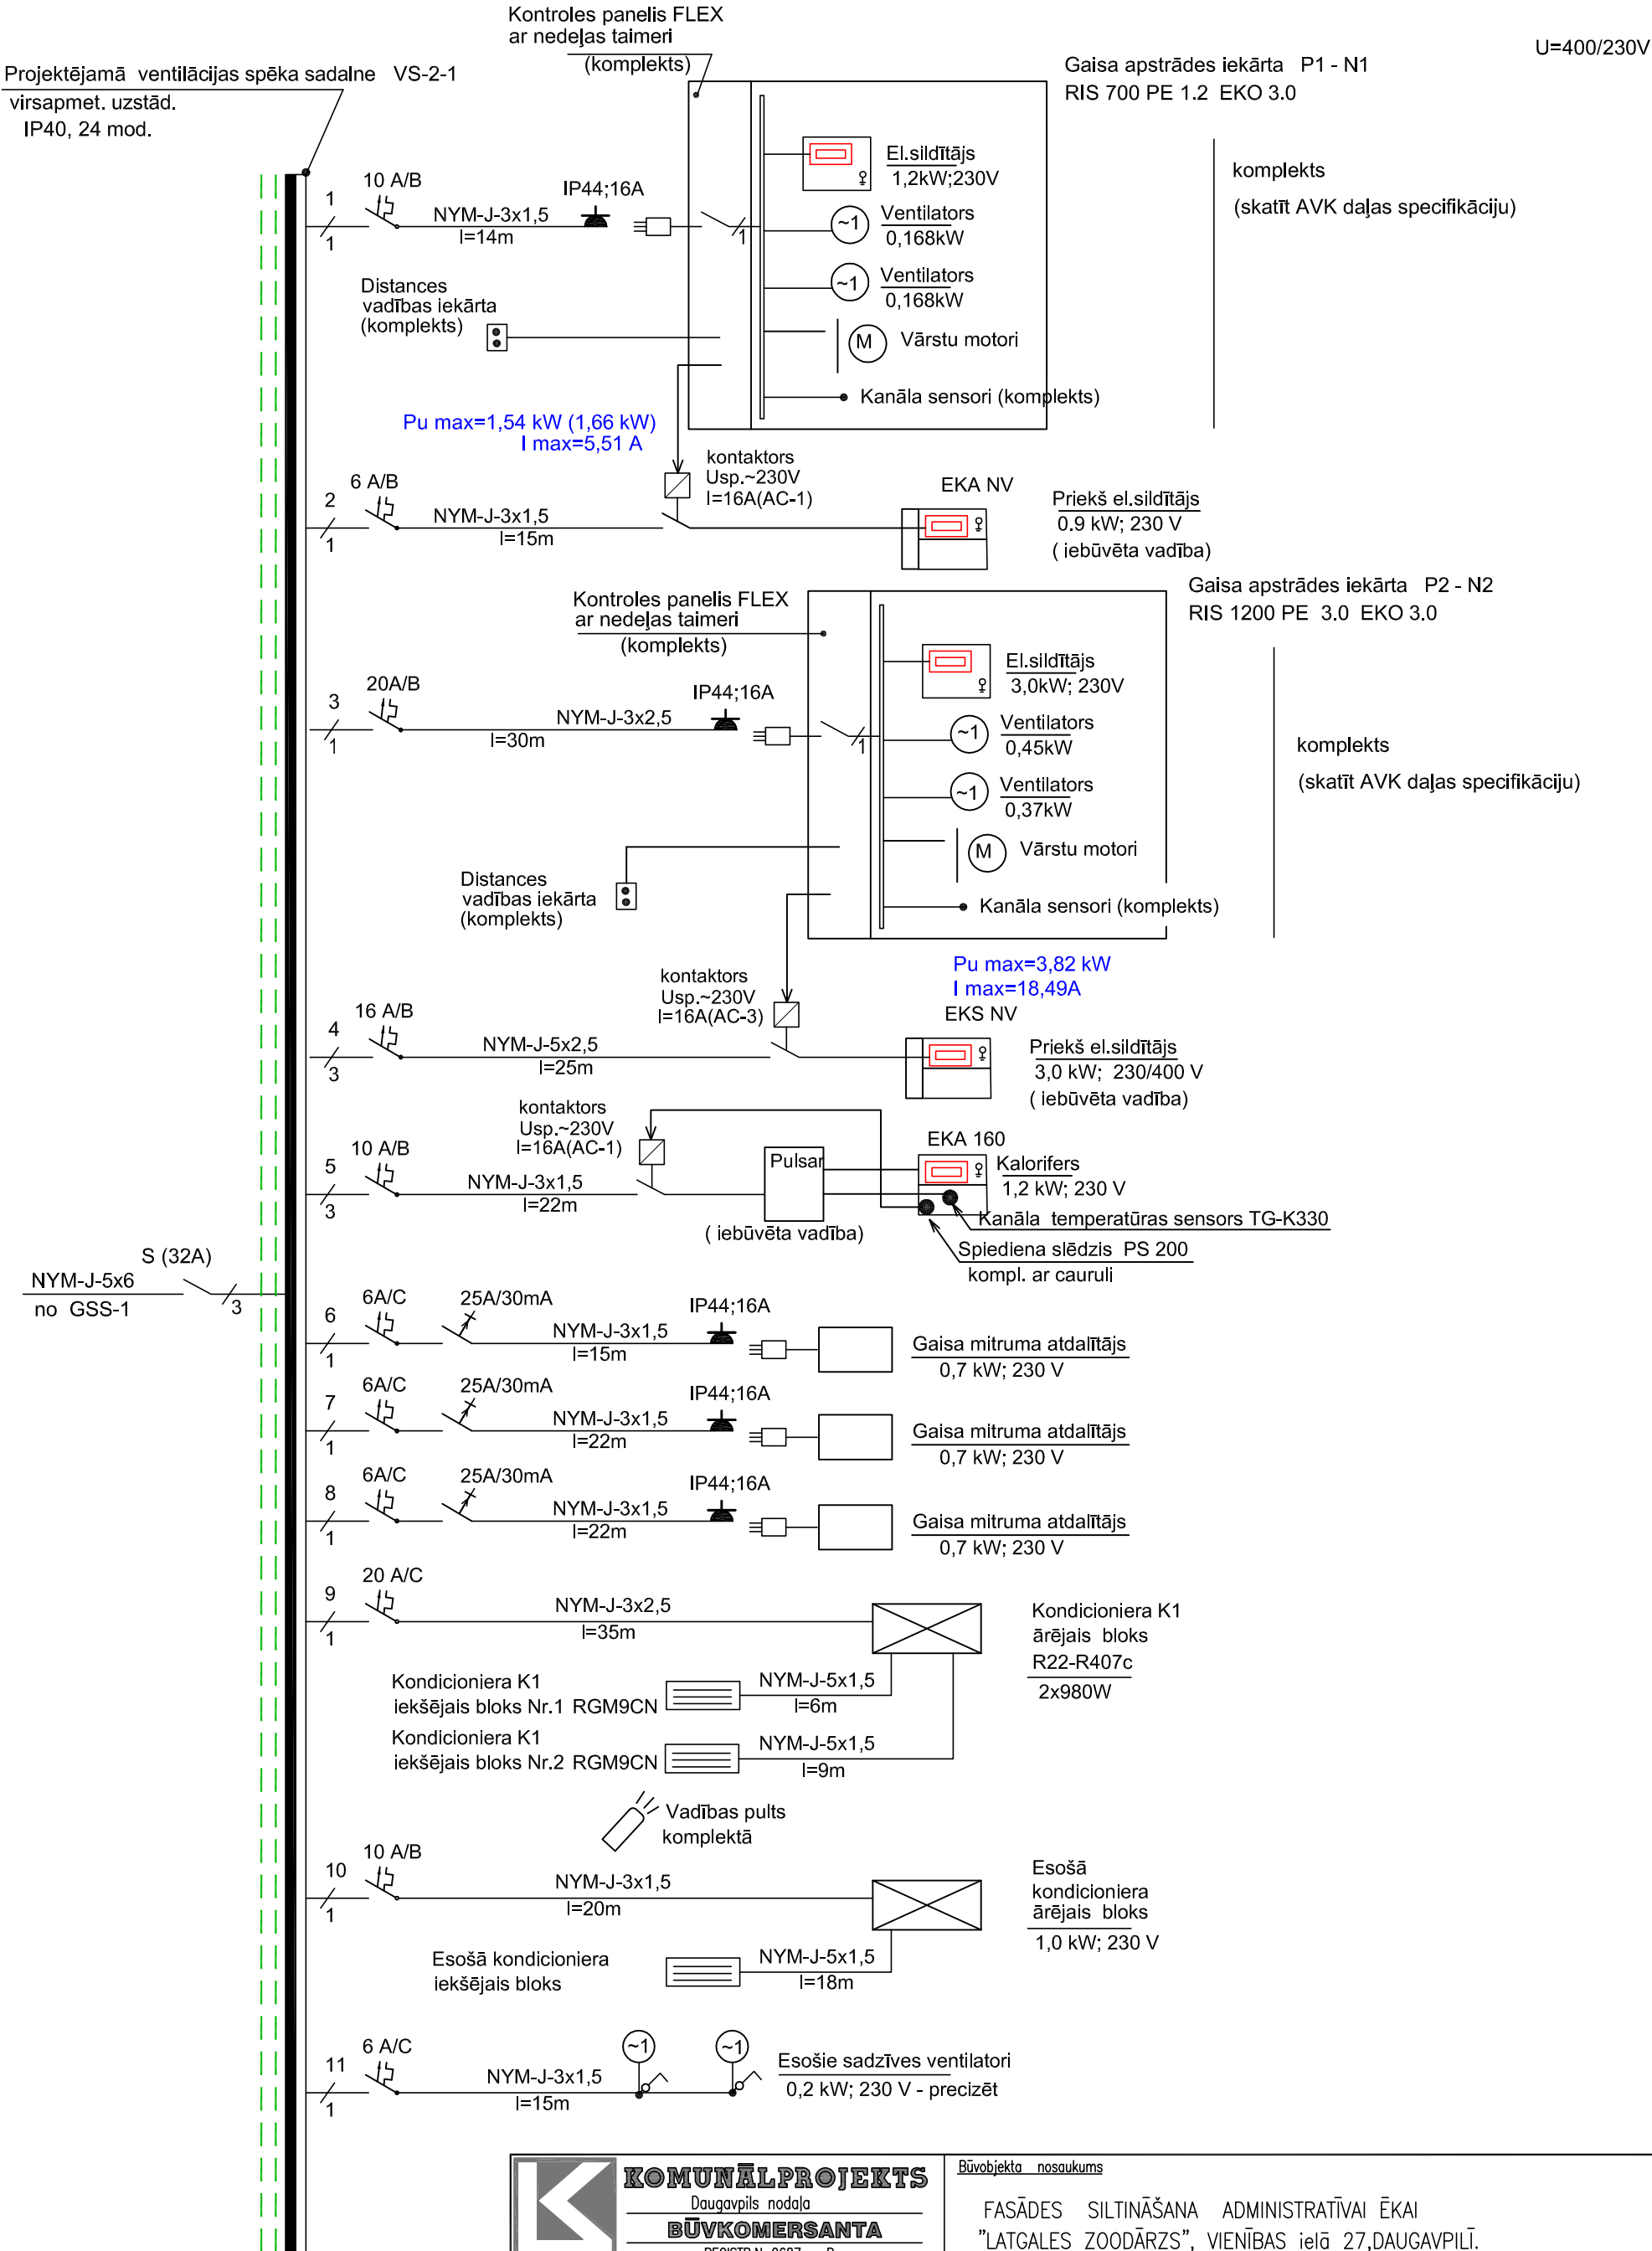 Kontroles panelis FLEX
ar nedeļas taimeri
(komplekts)
U=400/230V
Projektējamā ventilācijas spēka sadalne VS-2-1
virsapmet. uzstād.
IP40, 24 mod.
Gaisa apstrādes iekārta P1 - N1
RIS 700 PE 1.2 EKO 3.0
komplekts
(skatīt AVK daļas specifikāciju)
1
1
10 A/B
NYM-J-3x1,5
l=14m
IP44;16A
1
El.sildītājs
1,2kW;230V
~1
Ventilators
0,168kW
~1
Ventilators
0,168kW
M
Vārstu motori
Kanāla sensori (komplekts)
Distances
vadības iekārta
(komplekts)
Pu max=1,54 kW (1,66 kW)
I max=5,51 A
kontaktors
Usp.~230V
I=16A(AC-1)
2
1
6 A/B
NYM-J-3x1,5
l=15m
EKA NV
Priekš el.sildītājs
0.9 kW; 230 V
( iebūvēta vadība)
Gaisa apstrādes iekārta P2 - N2
RIS 1200 PE 3.0 EKO 3.0
Kontroles panelis FLEX
ar nedeļas taimeri
(komplekts)
komplekts
(skatīt AVK daļas specifikāciju)
3
1
20A/B
NYM-J-3x2,5
l=30m
IP44;16A
1
El.sildītājs
3,0kW; 230V
~1
Ventilators
0,45kW
~1
Ventilators
0,37kW
M
Vārstu motori
Kanāla sensori (komplekts)
Distances
vadības iekārta
(komplekts)
Pu max=3,82 kW
I max=18,49A
kontaktors
Usp.~230V
I=16A(AC-3)
4
3
16 A/B
NYM-J-5x2,5
l=25m
EKS NV
Priekš el.sildītājs
3,0 kW; 230/400 V
( iebūvēta vadība)
kontaktors
Usp.~230V
I=16A(AC-1)
5
3
10 A/B
NYM-J-3x1,5
l=22m
Pulsar
( iebūvēta vadība)
EKA 160
Kalorifers
1,2 kW; 230 V
Kanāla temperatūras sensors TG-K330
Spiediena slēdzis PS 200
kompl. ar cauruli
S (32A)
NYM-J-5x6
no GSS-1
3
6
1
6A/C
25A/30mA
NYM-J-3x1,5
l=15m
IP44;16A
Gaisa mitruma atdalītājs
0,7 kW; 230 V
7
1
6A/C
25A/30mA
NYM-J-3x1,5
l=22m
IP44;16A
Gaisa mitruma atdalītājs
0,7 kW; 230 V
8
1
6A/C
25A/30mA
NYM-J-3x1,5
l=22m
IP44;16A
Gaisa mitruma atdalītājs
0,7 kW; 230 V
9
1
20 A/C
NYM-J-3x2,5
l=35m
Kondicioniera K1
ārējais bloks
R22-R407c
2x980W
Kondicioniera K1
iekšējais bloks Nr.1 RGM9CN
NYM-J-5x1,5
l=6m
Kondicioniera K1
iekšējais bloks Nr.2 RGM9CN
NYM-J-5x1,5
l=9m
Vadības pults
komplektā
10
1
10 A/B
NYM-J-3x1,5
l=20m
Esošā
kondicioniera
ārējais bloks
1,0 kW; 230 V
Esošā kondicioniera
iekšējais bloks
NYM-J-5x1,5
l=18m
11
1
6 A/C
NYM-J-3x1,5
l=15m
~1
~1
Esošie sadzīves ventilatori
0,2 kW; 230 V - precizēt
KOMUNĀLPROJEKTS
Daugavpils nodaļa
BŪVKOMERSANTA
Būvobjekta nosaukums
FASĀDES SILTINĀŠANA ADMINISTRATĪVAI ĒKAI
"LATGALES ZOODĀRZS", VIENĪBAS ielā 27,DAUGAVPILĪ.